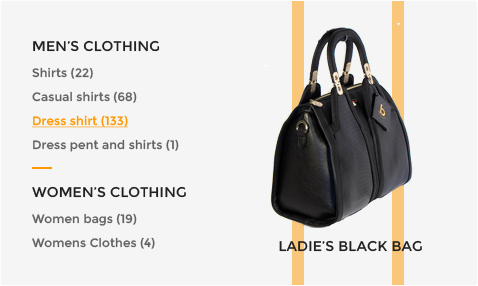 MEN'S CLOTHING
Shirts (22)
Casual shirts (68)
Dress shirt (133)
Dress pent and shirts (1)
WOMEN'S CLOTHING
Women bags (19)
Womens Clothes (4)
LADIE'S BLACK BAG